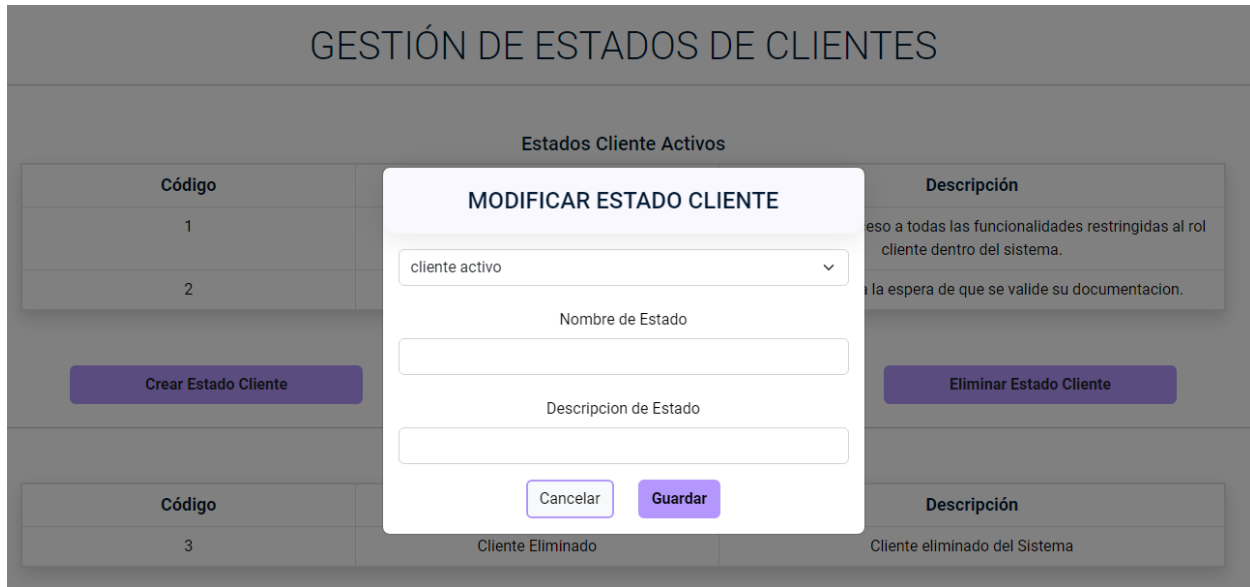 GESTIÓN DE ESTADOS DE CLIENTES
Estados Cliente Activos
Código Descripción
1 a todas las funcionalidades restringidas al rol
cliente dentro del sistema.
2 la espera de que se valide su documentacion.
MODIFICAR ESTADO CLIENTE
cliente activo
Nombre de Estado
Descripcion de Estado
Cancelar Guardar
Crear Estado Cliente Eliminar Estado Cliente
Código Descripción
3 Cliente Eliminado Cliente eliminado del Sistema